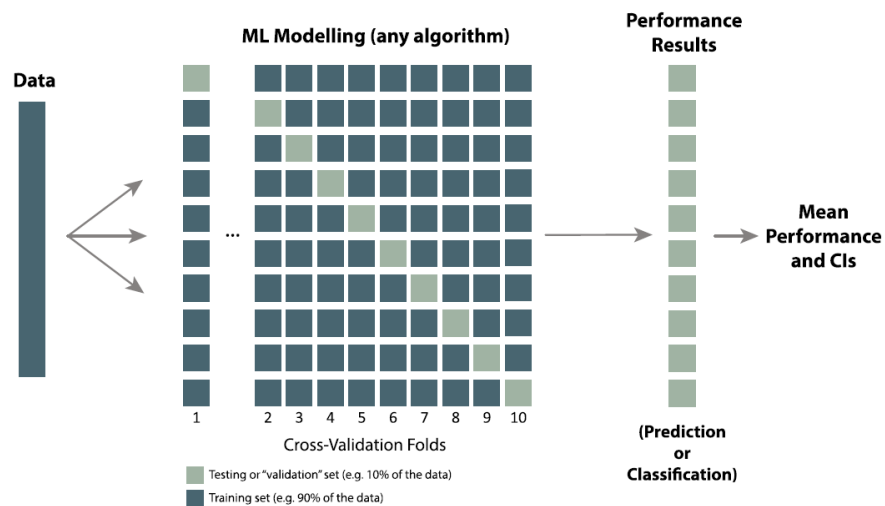 ML Modelling (any algorithm)
Performance
Results
Data
...
Mean
Performance
and CIs
1 2 3 4 5 6 7 8 9 10
Cross-Validation Folds
(Prediction
or
Classification)
Testing or "validation" set (e.g. 10% of the data)
Training set (e.g. 90% of the data)